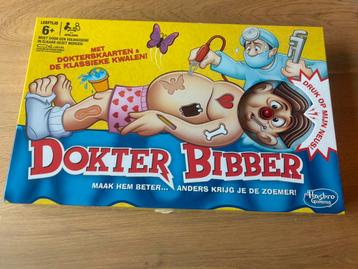 LEEFTIJD
6+
MET
DOKTERSKAARTEN &
DE KLASSIEKE KWALEN!
DRUK OP MIJN NEUS!
DOKTER BIBBER
MAAK HEM BETER... ANDERS KRIJG JE DE ZOEMER!
Hasbro
Gaming